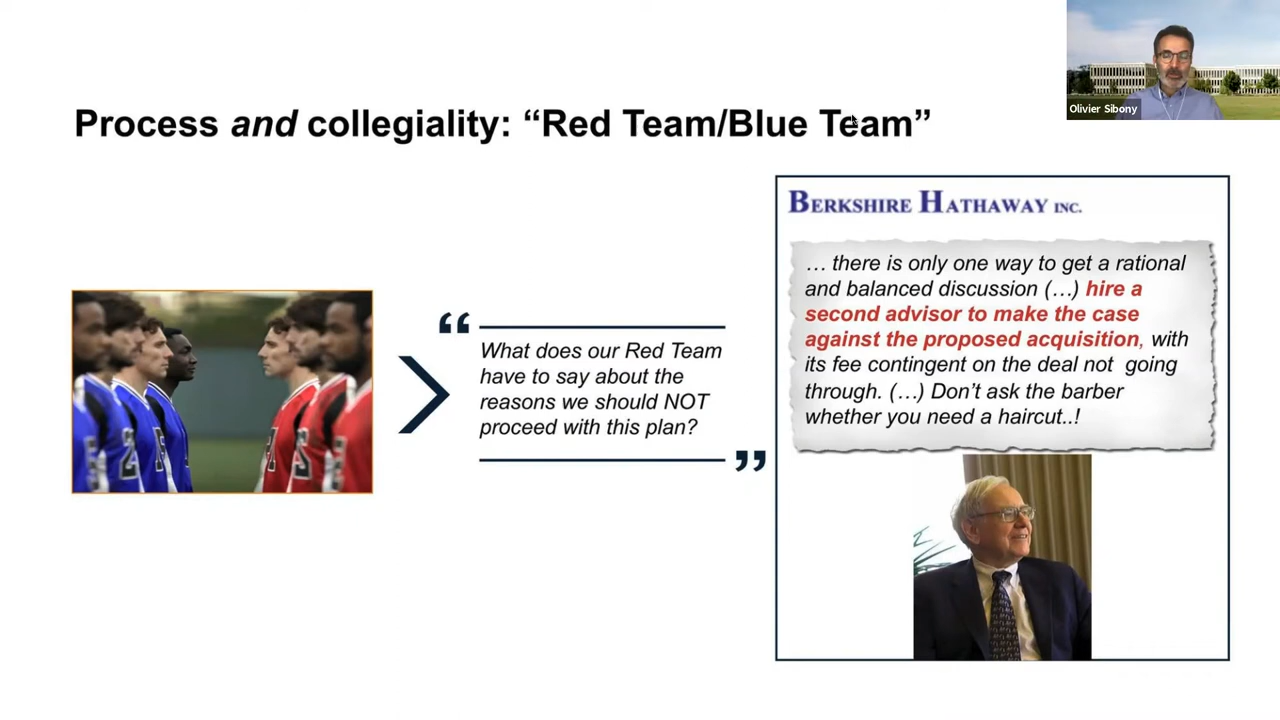 Olivier Sibony
Process and collegiality: “Red Team/Blue Team”
“
What does our Red Team
have to say about the
reasons we should NOT
proceed with this plan?
”
BERKSHIRE HATHAWAY INC.
… there is only one way to get a rational
and balanced discussion (…) hire a
second advisor to make the case
against the proposed acquisition, with
its fee contingent on the deal not going
through. (…) Don’t ask the barber
whether you need a haircut..!